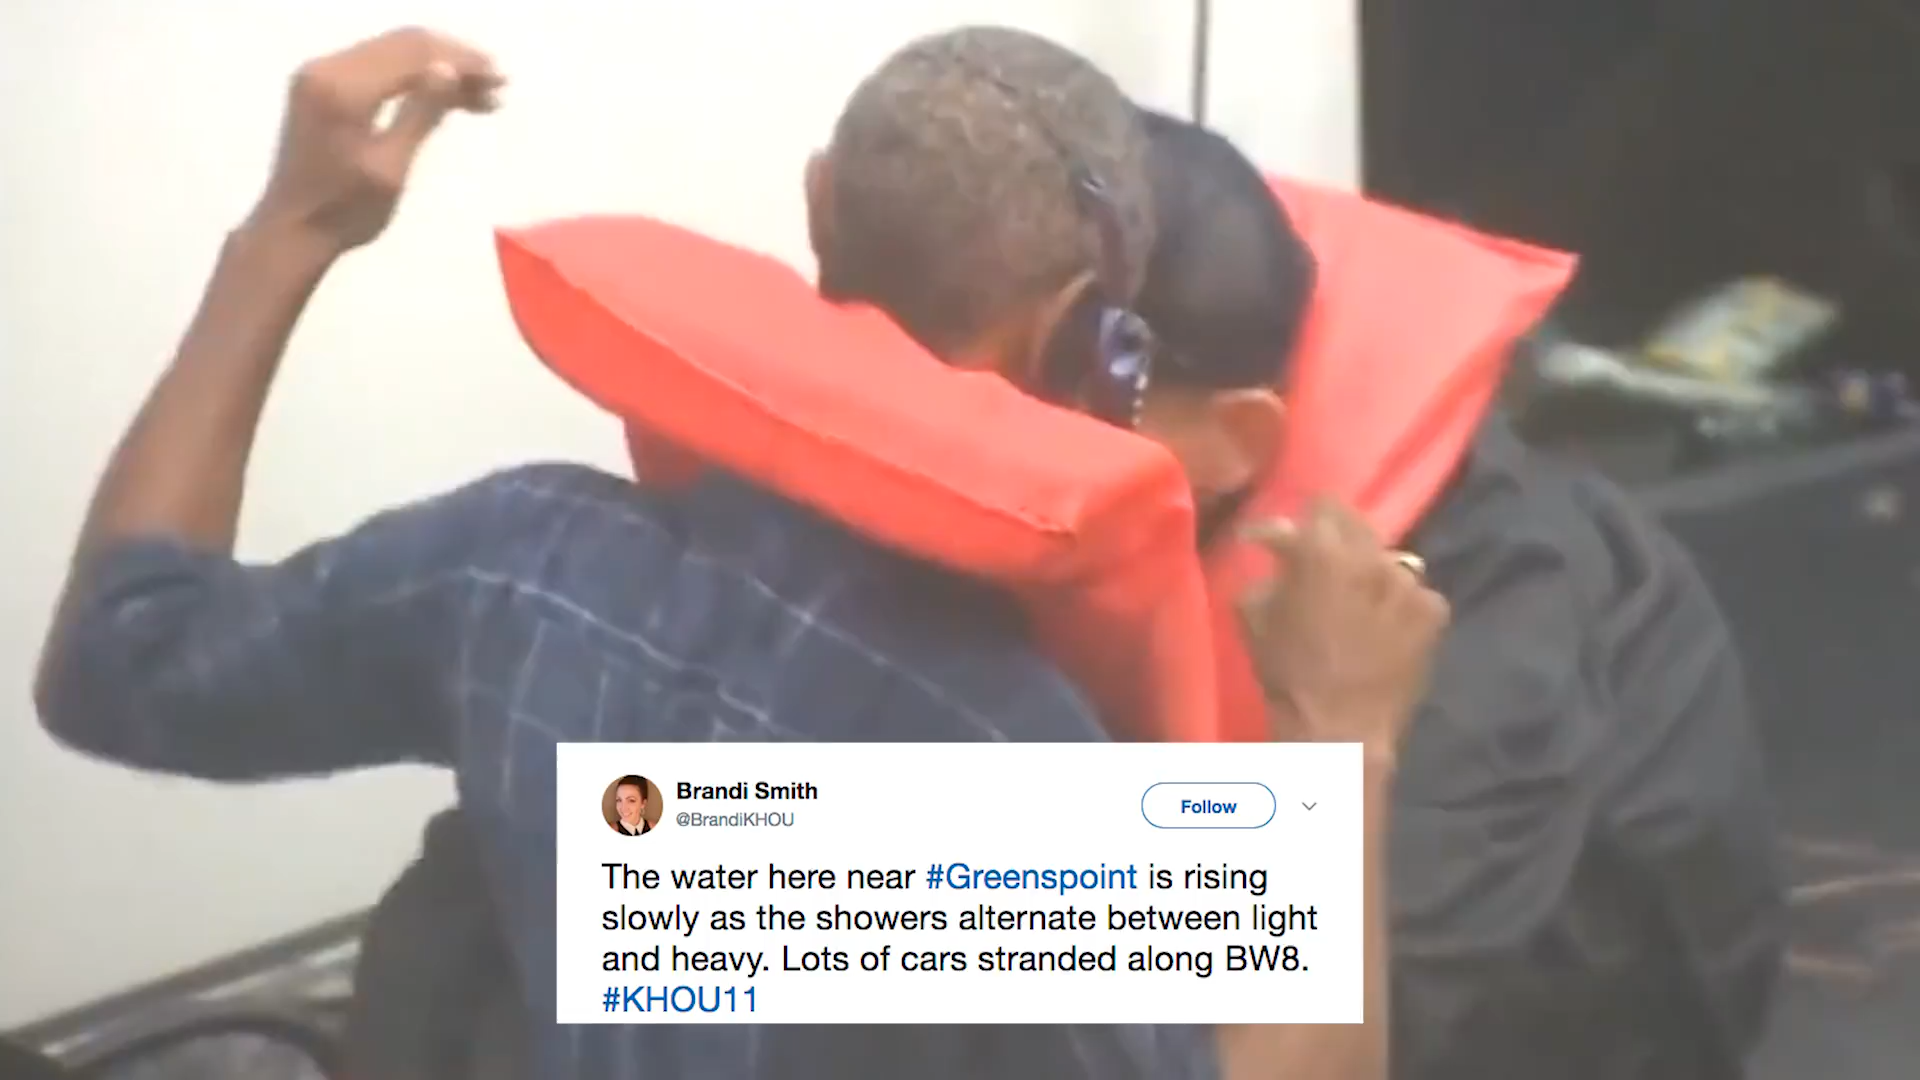 Brandi Smith
@BrandiKHOU
Follow
The water here near #Greenspoint is rising
slowly as the showers alternate between light
and heavy. Lots of cars stranded along BW8.
#KHOU11